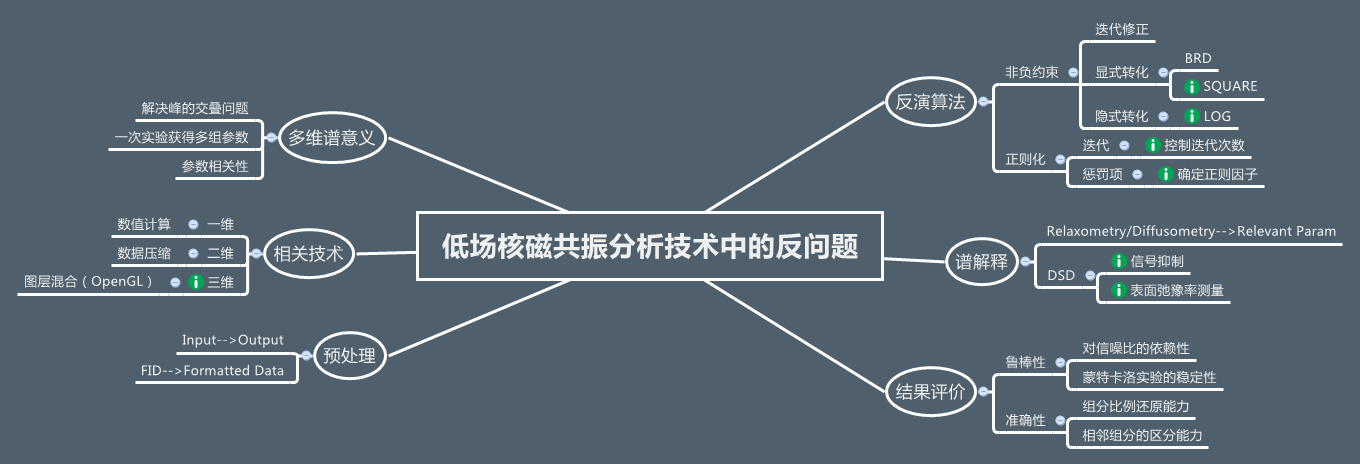 低场核磁共振分析技术中的反问题
多维谱意义
解决峰的交叠问题
一次实验获得多组参数
参数相关性
相关技术
数值计算 一维
数据压缩 二维
图层混合（OpenGL） 三维
预处理
Input-->Output
FID-->Formatted Data
反演算法
非负约束
迭代修正
显式转化
BRD
SQUARE
隐式转化
LOG
正则化
迭代
控制迭代次数
惩罚项
确定正则因子
谱解释
Relaxometry/Diffusometry-->Relevant Param
DSD
信号抑制
表面弛豫率测量
结果评价
鲁棒性
对信噪比的依赖性
蒙特卡洛实验的稳定性
准确性
组分比例还原能力
相邻组分的区分能力